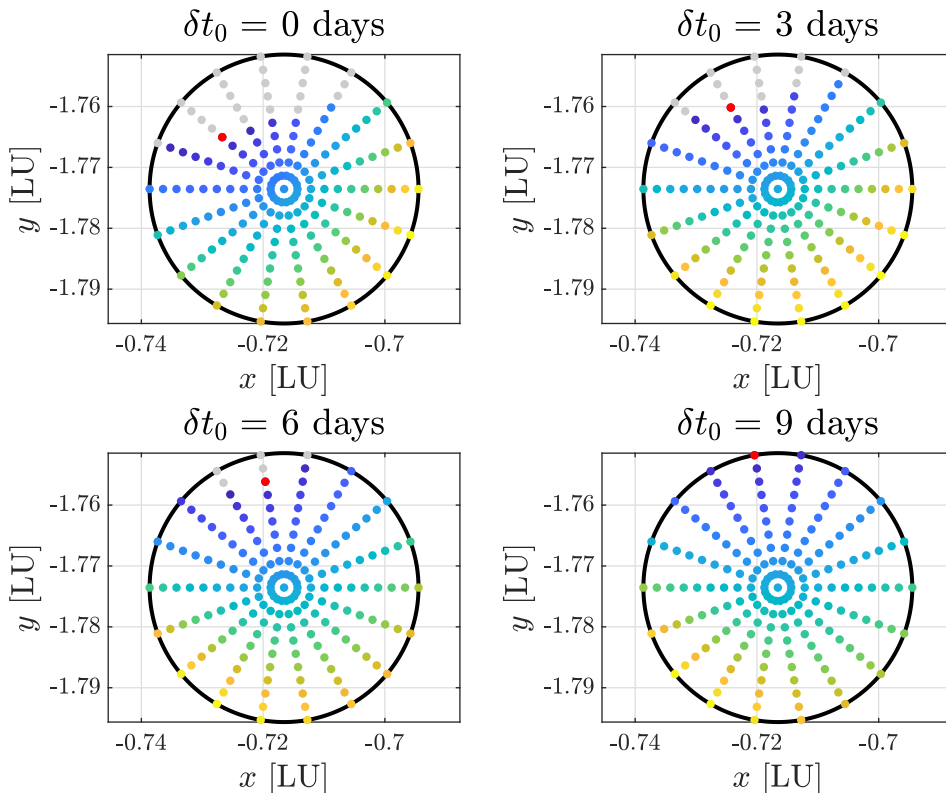 δt₀ = 0 days
-1.76
-1.77
-1.78
-1.79
y [LU]
-0.74
-0.72
-0.7
x [LU]
δt₀ = 3 days
-1.76
-1.77
-1.78
-1.79
y [LU]
-0.74
-0.72
-0.7
x [LU]
δt₀ = 6 days
-1.76
-1.77
-1.78
-1.79
y [LU]
-0.74
-0.72
-0.7
x [LU]
δt₀ = 9 days
-1.76
-1.77
-1.78
-1.79
y [LU]
-0.74
-0.72
-0.7
x [LU]